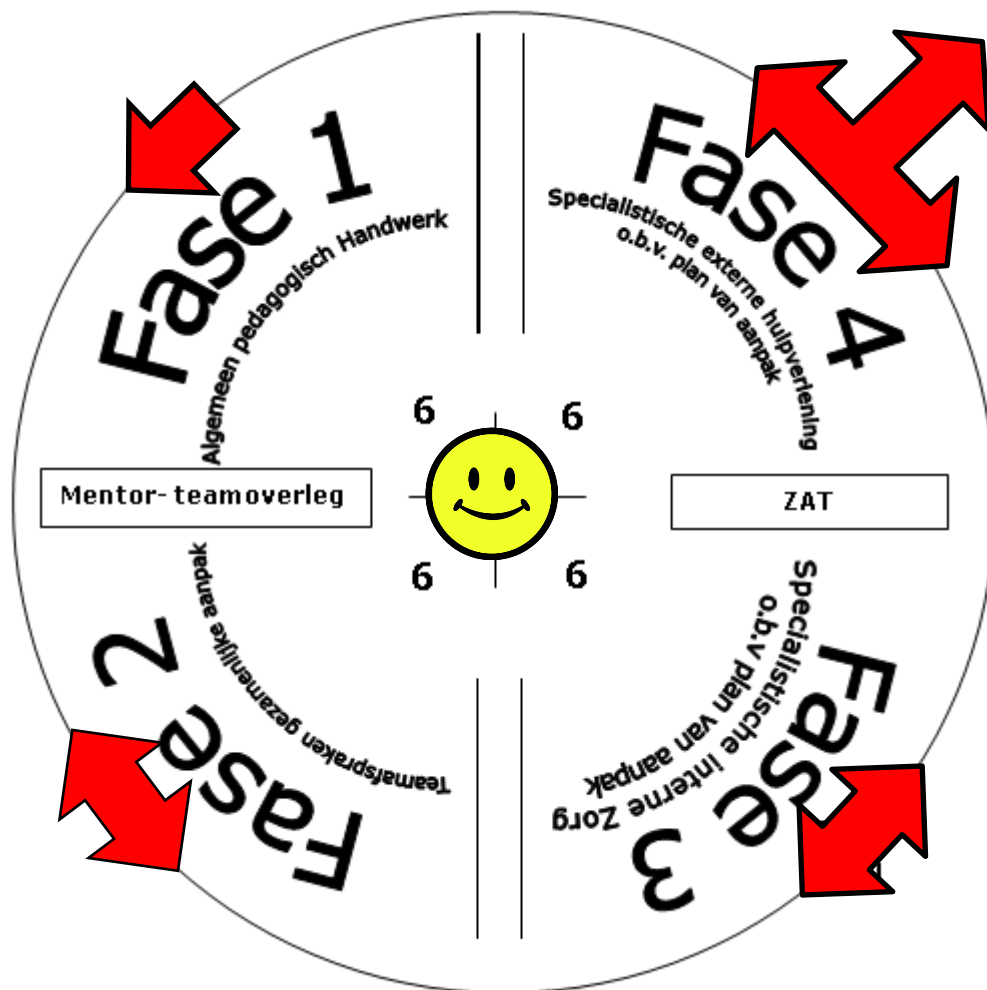 Fase 1
Algemeen pedagogisch Handwerk
Fase 4
Specialistische externe hulpverlening
o.b.v. plan van aanpak
6
6
Mentor-teamoverleg
ZAT
6
6
Fase 2
Teamafspraken gezamenlijke aanpak
Fase 3
Specialistische interne Zorg
o.b.v plan van aanpak